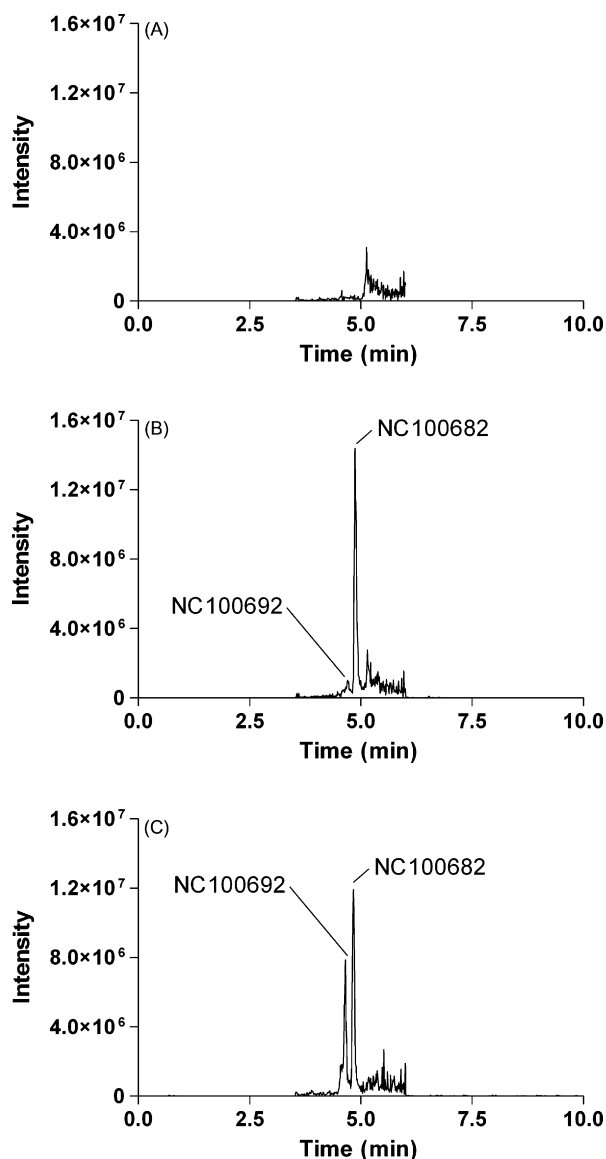 (A)
1.6×10⁷
1.2×10⁷
8.0×10⁶
4.0×10⁶
0
Intensity
0.0 2.5 5.0 7.5 10.0
Time (min)
(B)
1.6×10⁷
1.2×10⁷
8.0×10⁶
4.0×10⁶
0
Intensity
NC100682
NC100692
0.0 2.5 5.0 7.5 10.0
Time (min)
(C)
1.6×10⁷
1.2×10⁷
8.0×10⁶
4.0×10⁶
0
Intensity
NC100682
NC100692
0.0 2.5 5.0 7.5 10.0
Time (min)